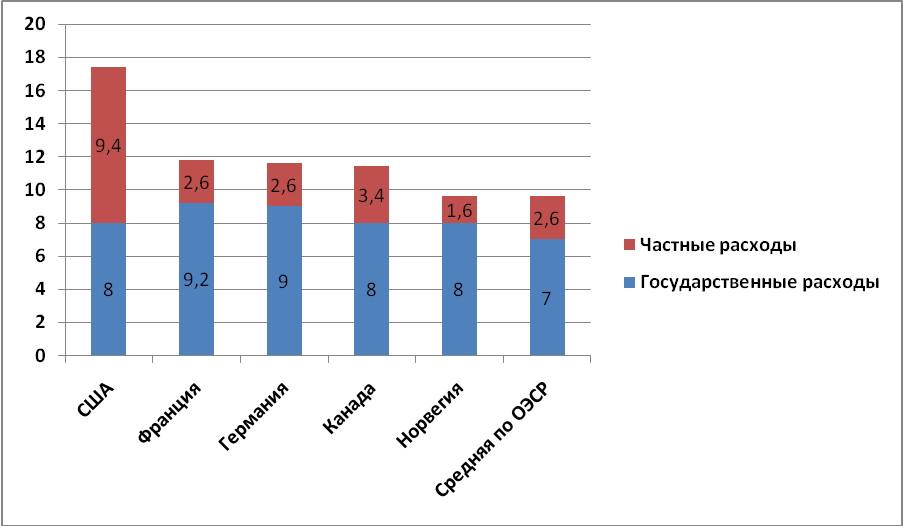 20
18
16
14
12
10
8
6
4
2
0
9,4
2,6
2,6
3,4
1,6
2,6
8
9,2
9
8
8
7
США
Франция
Германия
Канада
Норвегия
Средняя по ОЭСР
Частные расходы
Государственные расходы